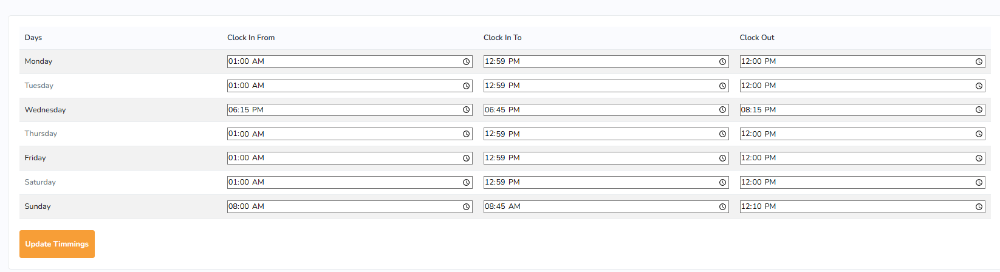 Days Clock In From Clock In To Clock Out
Monday 01:00 AM 12:59 PM 12:00 PM
Tuesday 01:00 AM 12:59 PM 12:00 PM
Wednesday 06:15 PM 06:45 PM 08:15 PM
Thursday 01:00 AM 12:59 PM 12:00 PM
Friday 01:00 AM 12:59 PM 12:00 PM
Saturday 01:00 AM 12:59 PM 12:00 PM
Sunday 08:00 AM 08:45 AM 12:10 PM
Update Timmings